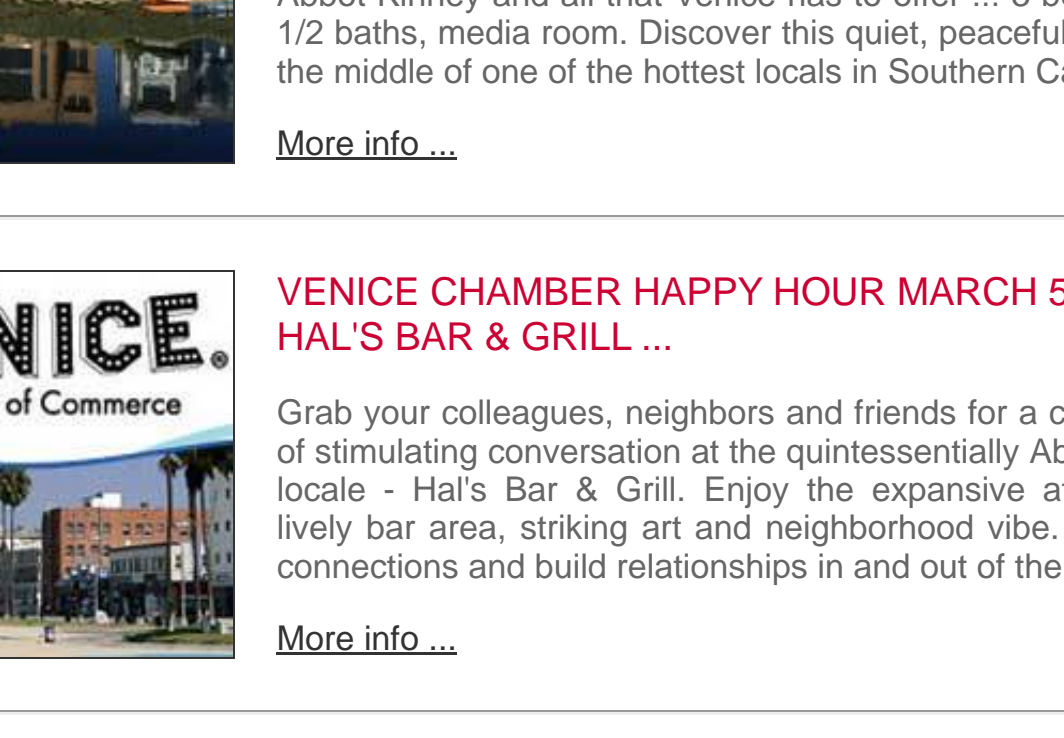 Abbot Kinney and all that Venice has to offer ... 3 b
1/2 baths, media room. Discover this quiet, peaceful
the middle of one of the hottest locals in Southern Ca
More info ...
NICE®
of Commerce
VENICE CHAMBER HAPPY HOUR MARCH 5
HAL'S BAR & GRILL ...
Grab your colleagues, neighbors and friends for a c
of stimulating conversation at the quintessentially Ab
locale - Hal's Bar & Grill. Enjoy the expansive at
lively bar area, striking art and neighborhood vibe.
connections and build relationships in and out of the
More info ...